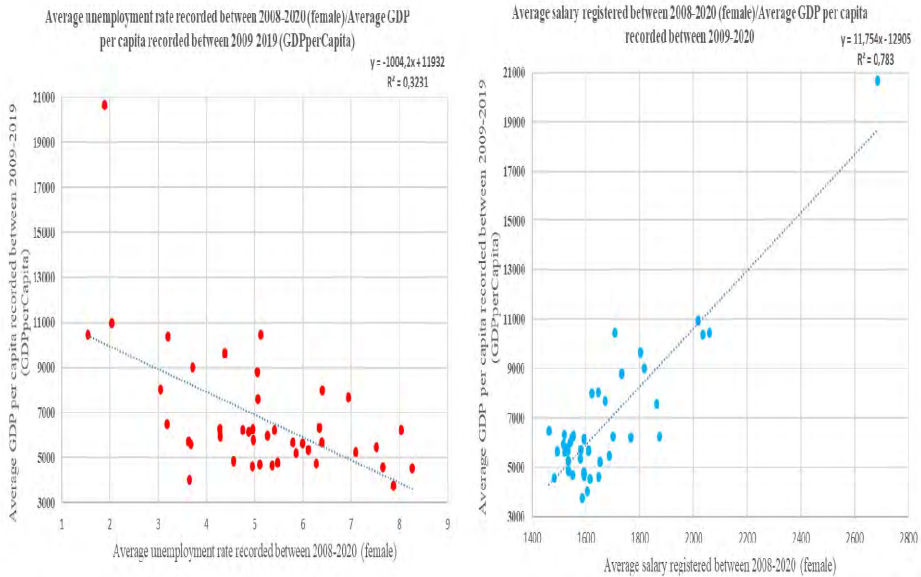 Average unemployment rate recorded between 2008-2020 (female)/Average GDP
per capita recorded between 2009 2019 (GDPperCapita)
y = -1004,2x+11932
R² = 0,3231
Average GDP per capita recorded between 2009-2019
(GDPperCapita)
21000
19000
17000
15000
13000
11000
9000
7000
5000
3000
1 2 3 4 5 6 7 8 9
Average unemployment rate recorded between 2008-2020 (female)
Average salary registered between 2008-2020 (female)/Average GDP per capita
recorded between 2009-2020
y = 11,754x - 12905
R² = 0,783
Average GDP per capita recorded between 2009-2019
(GDPperCapita)
21000
19000
17000
15000
13000
11000
9000
7000
5000
3000
1400 1600 1800 2000 2200 2400 2600 2800
Average salary registered between 2008-2020 (female)